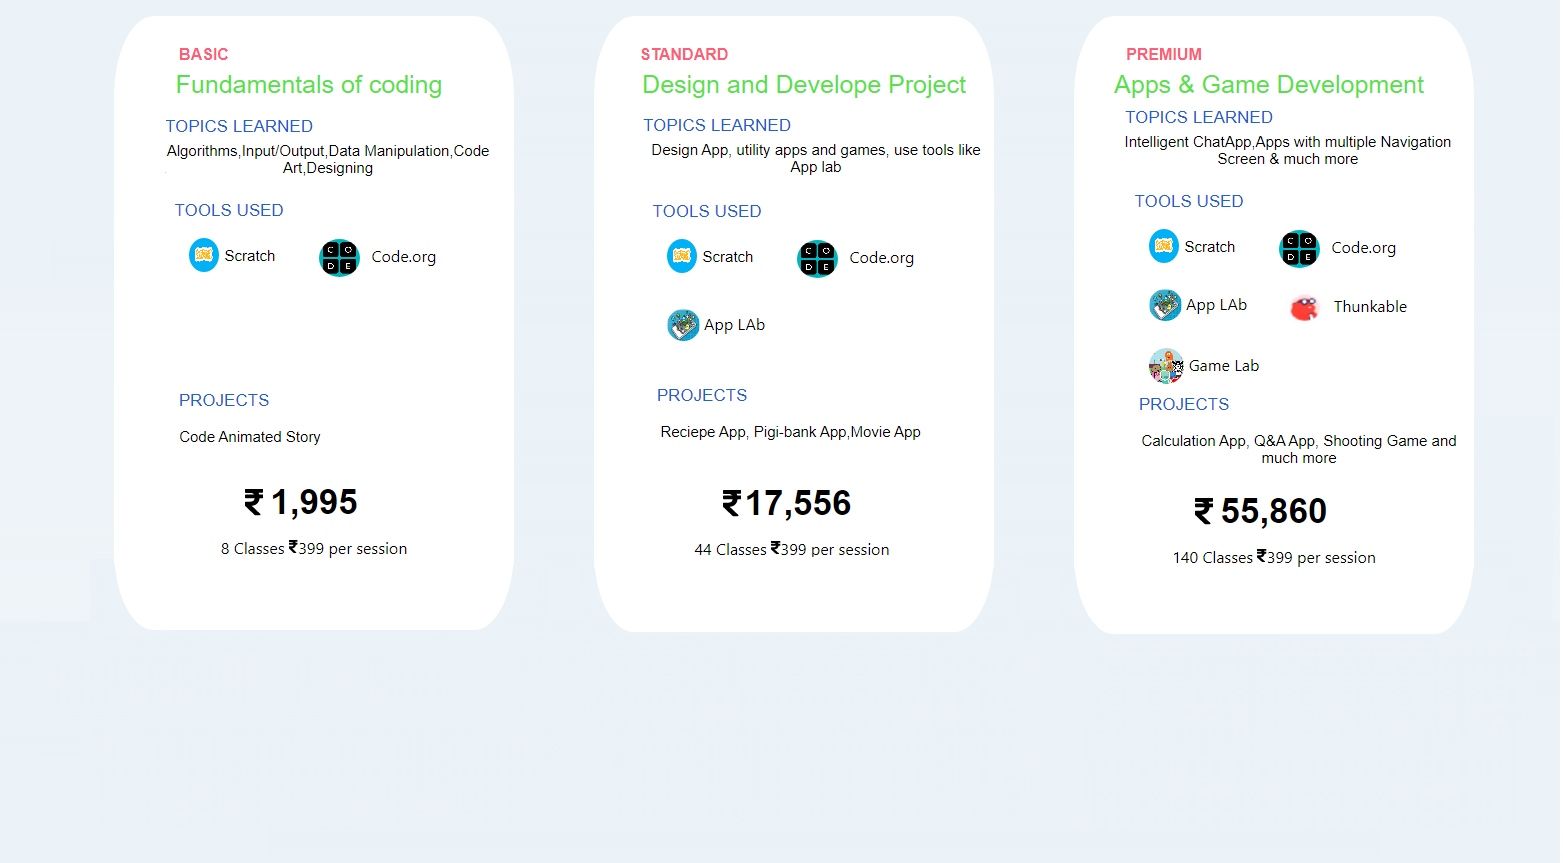 BASIC
Fundamentals of coding
TOPICS LEARNED
Algorithms,Input/Output,Data Manipulation,Code
Art,Designing
TOOLS USED
Scratch
C O
D E
Code.org
PROJECTS
Code Animated Story
₹ 1,995
8 Classes ₹399 per session
STANDARD
Design and Develope Project
TOPICS LEARNED
Design App, utility apps and games, use tools like
App lab
TOOLS USED
Scratch
C O
D E
Code.org
App LAb
PROJECTS
Reciepe App, Pigi-bank App,Movie App
₹17,556
44 Classes ₹399 per session
PREMIUM
Apps & Game Development
TOPICS LEARNED
Intelligent ChatApp,Apps with multiple Navigation
Screen & much more
TOOLS USED
Scratch
C O
D E
Code.org
App LAb
Thunkable
Game Lab
PROJECTS
Calculation App, Q&A App, Shooting Game and
much more
₹ 55,860
140 Classes ₹399 per session